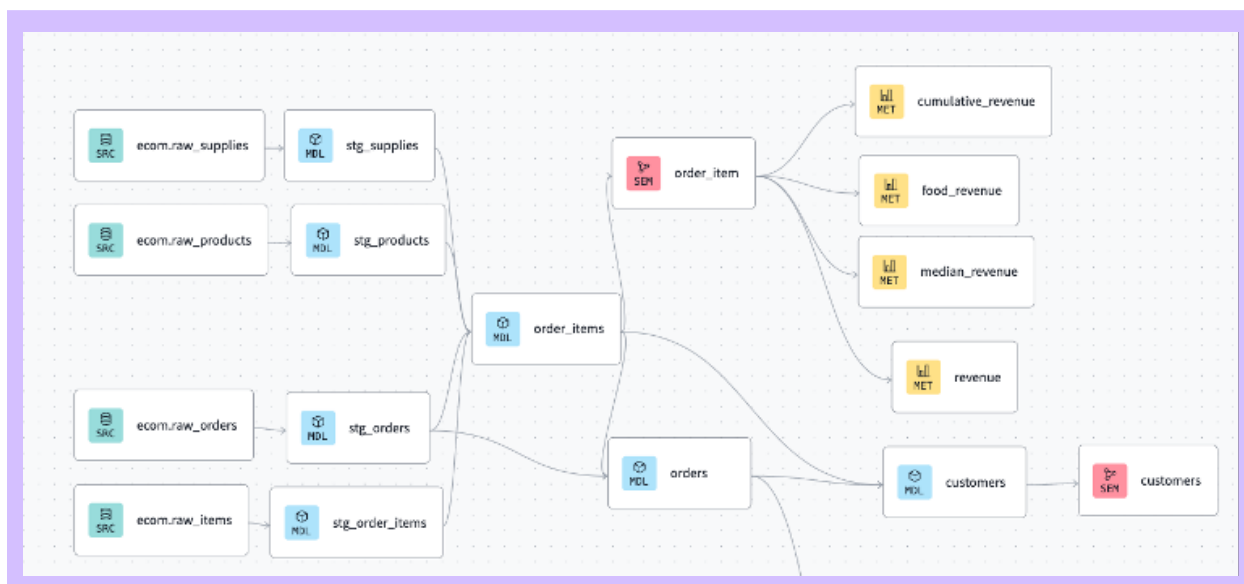 SRC
ecom.raw_supplies
MDL
stg_supplies
SRC
ecom.raw_products
MDL
stg_products
SRC
ecom.raw_orders
MDL
stg_orders
SRC
ecom.raw_items
MDL
stg_order_items
MDL
order_items
SEM
order_item
MDL
orders
MET
cumulative_revenue
MET
food_revenue
MET
median_revenue
MET
revenue
MDL
customers
SEM
customers